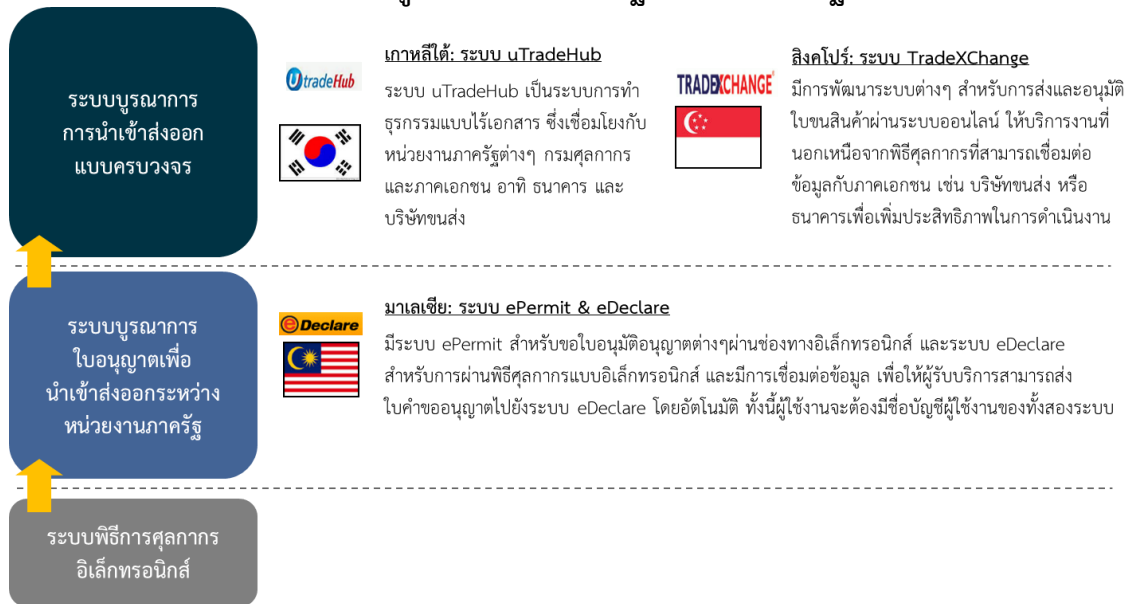 ระบบบูรณาการ
การนำเข้าส่งออก
แบบครบวงจร
UtradeHub
เกาหลีใต้: ระบบ uTradeHub
ระบบ uTradeHub เป็นระบบการทำ
ธุรกรรมแบบไร้เอกสาร ซึ่งเชื่อมโยงกับ
หน่วยงานภาครัฐต่างๆ กรมศุลกากร
และภาคเอกชน อาทิ ธนาคาร และ
บริษัทขนส่ง
TRADEXCHANGE
สิงคโปร์: ระบบ TradeXChange
มีการพัฒนาระบบต่างๆ สำหรับการส่งและอนุมัติ
ใบขนสินค้าผ่านระบบออนไลน์ ให้บริการงานที่
นอกเหนือจากพิธีศุลกากรที่สามารถเชื่อมต่อ
ข้อมูลกับภาคเอกชน เช่น บริษัทขนส่ง หรือ
ธนาคารเพื่อเพิ่มประสิทธิภาพในการดำเนินงาน
ระบบบูรณาการ
ใบอนุญาตเพื่อ
นำเข้าส่งออกระหว่าง
หน่วยงานภาครัฐ
eDeclare
มาเลเซีย: ระบบ ePermit & eDeclare
มีระบบ ePermit สำหรับขอใบอนุมัติอนุญาตต่างๆผ่านช่องทางอิเล็กทรอนิกส์ และระบบ eDeclare
สำหรับการผ่านพิธีศุลกากรแบบอิเล็กทรอนิกส์ และมีการเชื่อมต่อข้อมูล เพื่อให้ผู้รับบริการสามารถส่ง
ใบคำขออนุญาตไปยังระบบ eDeclare โดยอัตโนมัติ ทั้งนี้ผู้ใช้งานจะต้องมีชื่อบัญชีผู้ใช้งานของทั้งสองระบบ
ระบบพิธีการศุลกากร
อิเล็กทรอนิกส์